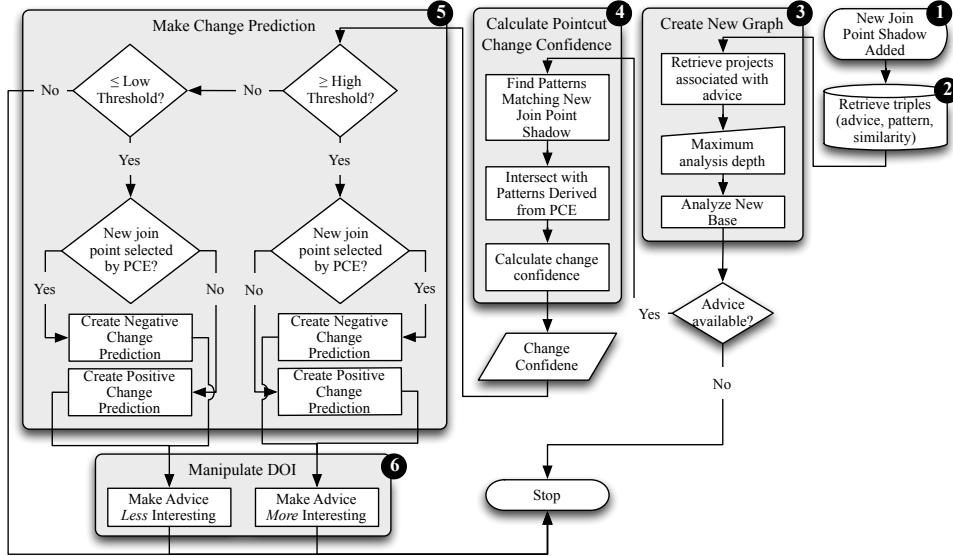 1
New Join
Point Shadow
Added
2
Retrieve triples
(advice, pattern,
similarity)
3
Create New Graph
Retrieve projects
associated with
advice
Maximum
analysis depth
Analyze New
Base
Advice
available?
Yes
No
4
Calculate Pointcut
Change Confidence
Find Patterns
Matching New
Join Point
Shadow
Intersect with
Patterns Derived
from PCE
Calculate change
confidence
Change
Confidene
5
Make Change Prediction
≥ High
Threshold?
No
≤ Low
Threshold?
No
Yes
Yes
New join
point selected
by PCE?
Yes
No
New join
point selected
by PCE?
No
Yes
Create Negative
Change
Prediction
Create Positive
Change
Prediction
Create Negative
Change
Prediction
Create Positive
Change
Prediction
6
Manipulate DOI
Make Advice
Less Interesting
Make Advice
More Interesting
Stop